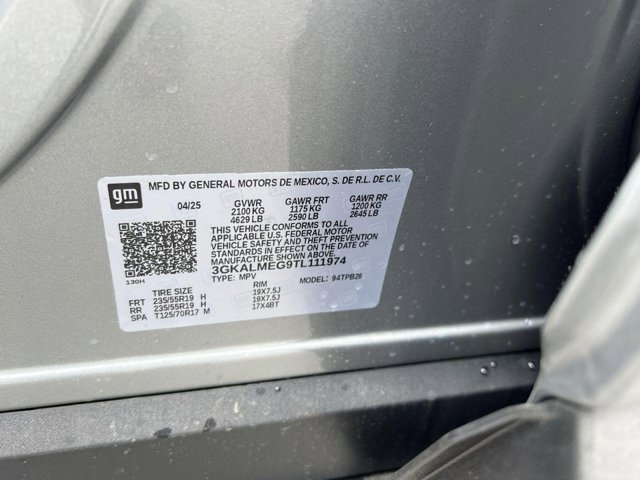 gm
MFD BY GENERAL MOTORS DE MEXICO, S. DE R.L. DE C.V.
04/25 GVWR GAWR FRT GAWR RR
2100 KG 1175 KG 1200 KG
4629 LB 2590 LB 2645 LB
THIS VEHICLE CONFORMS TO ALL
APPLICABLE U.S. FEDERAL MOTOR
VEHICLE SAFETY AND THEFT PREVENTION
STANDARDS IN EFFECT ON THE DATE OF
MANUFACTURE SHOWN ABOVE.
3GKALMEG9TL111974
130H TYPE: MPV MODEL: 94TPB26
TIRE SIZE RIM
FRT 235/55R19 H 19X7.5J
RR 235/55R19 H 19X7.5J
SPA T125/70R17 M 17X4BT